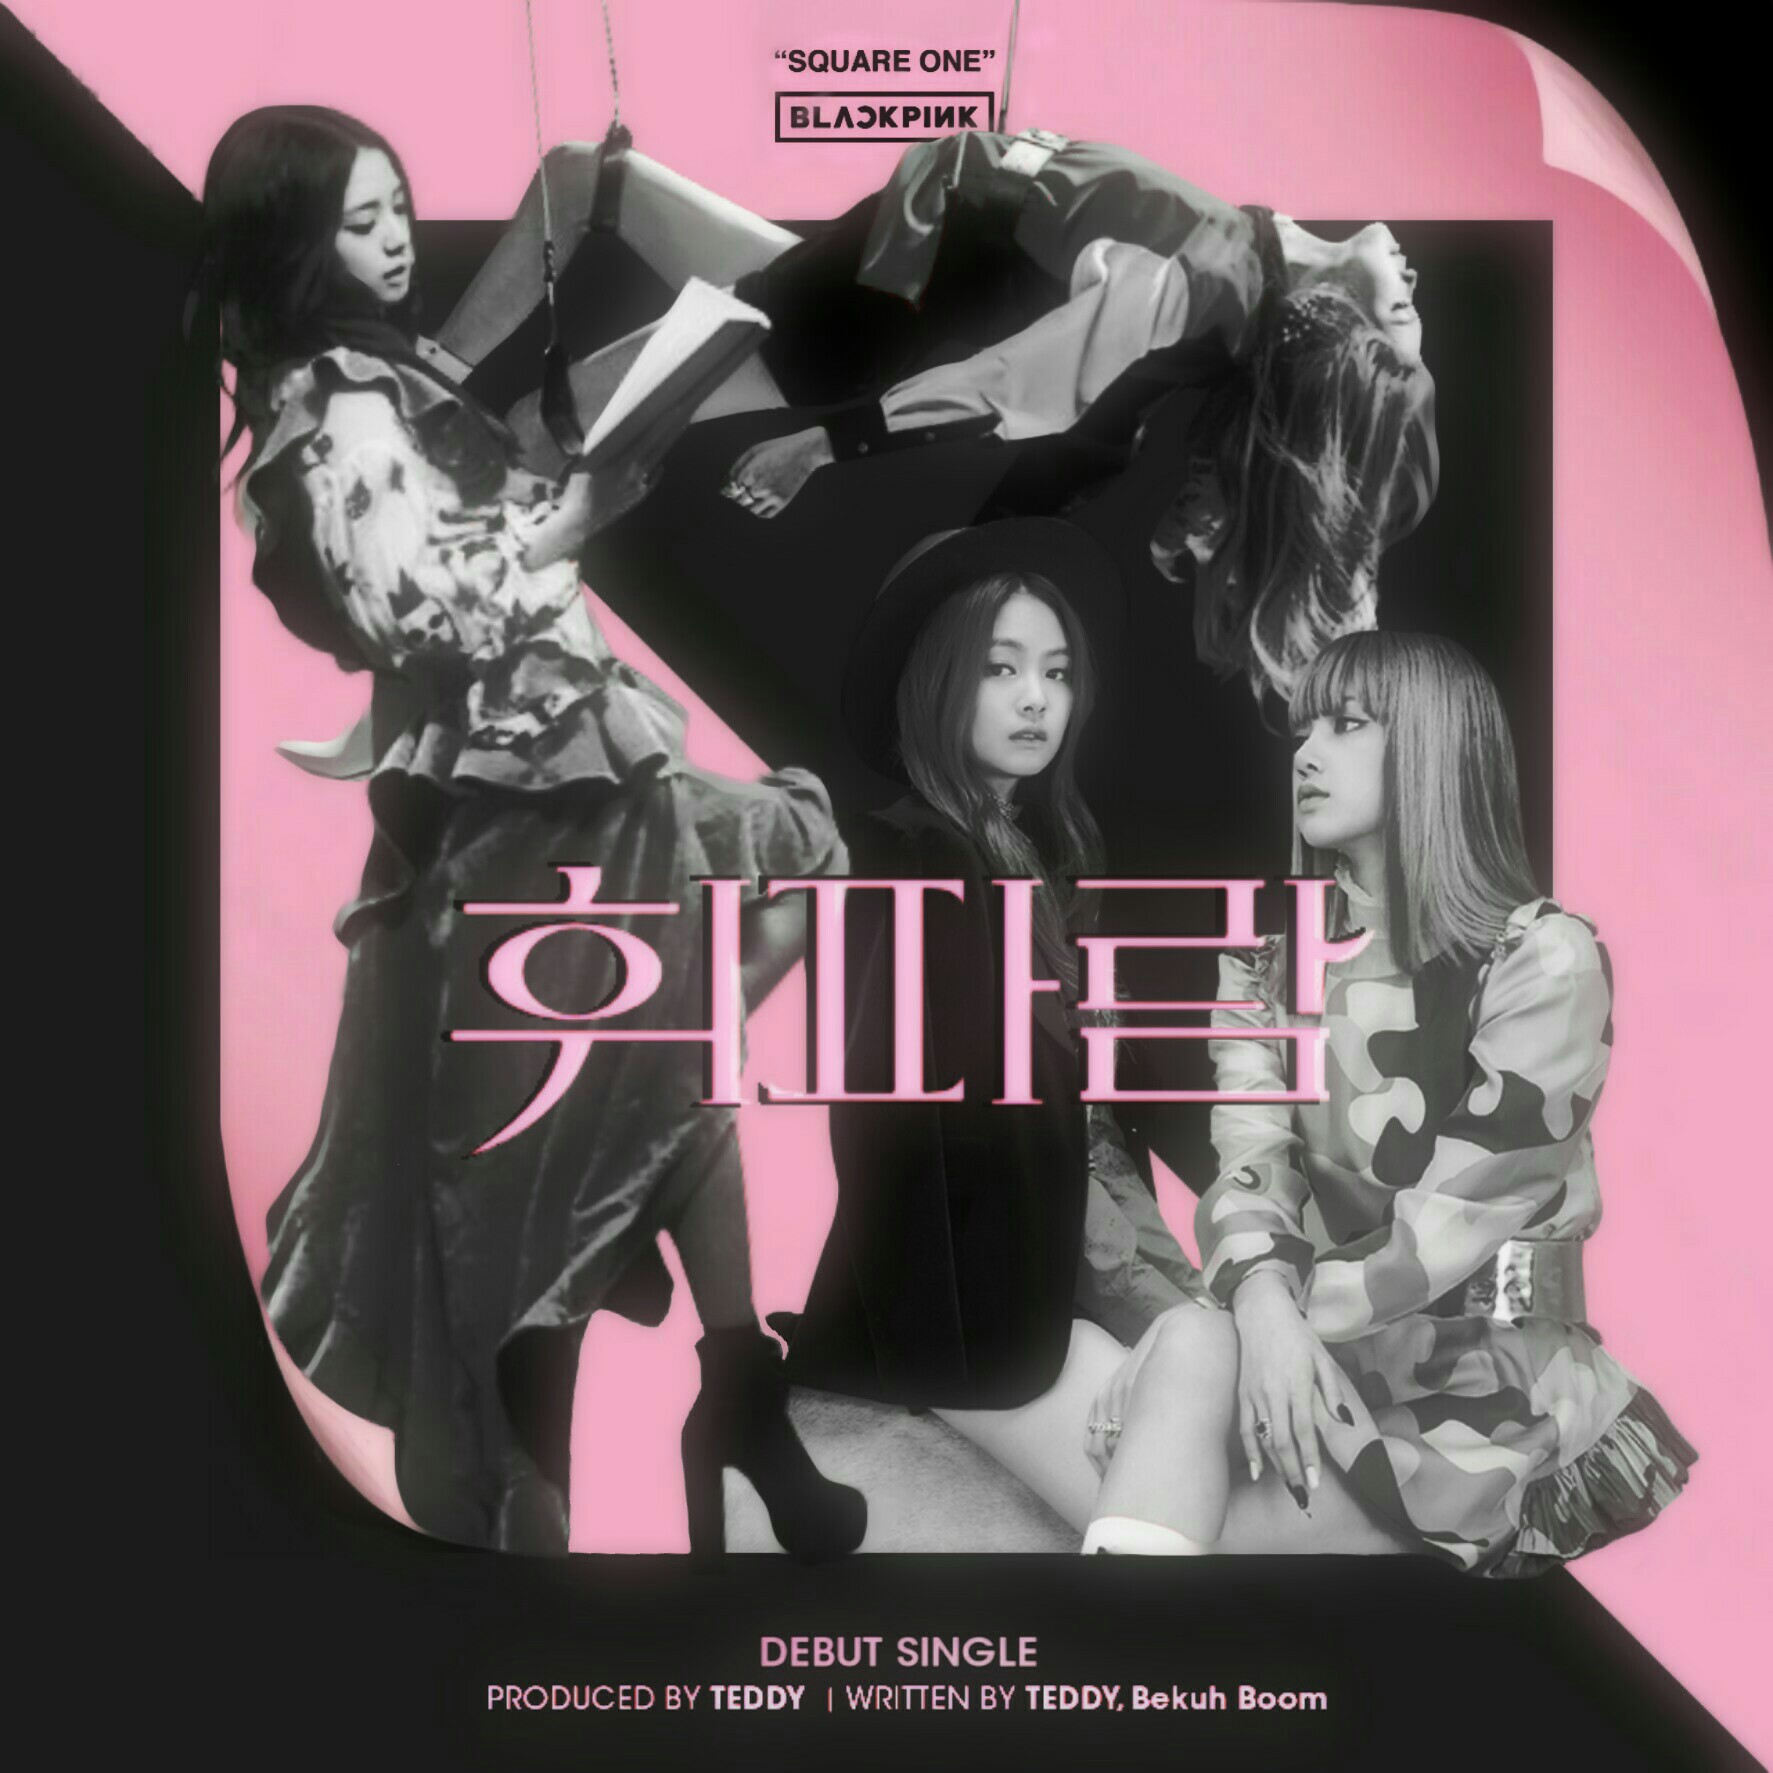 “SQUARE ONE”
BLACKPINK
휘파람
DEBUT SINGLE
PRODUCED BY TEDDY | WRITTEN BY TEDDY, Bekuh Boom